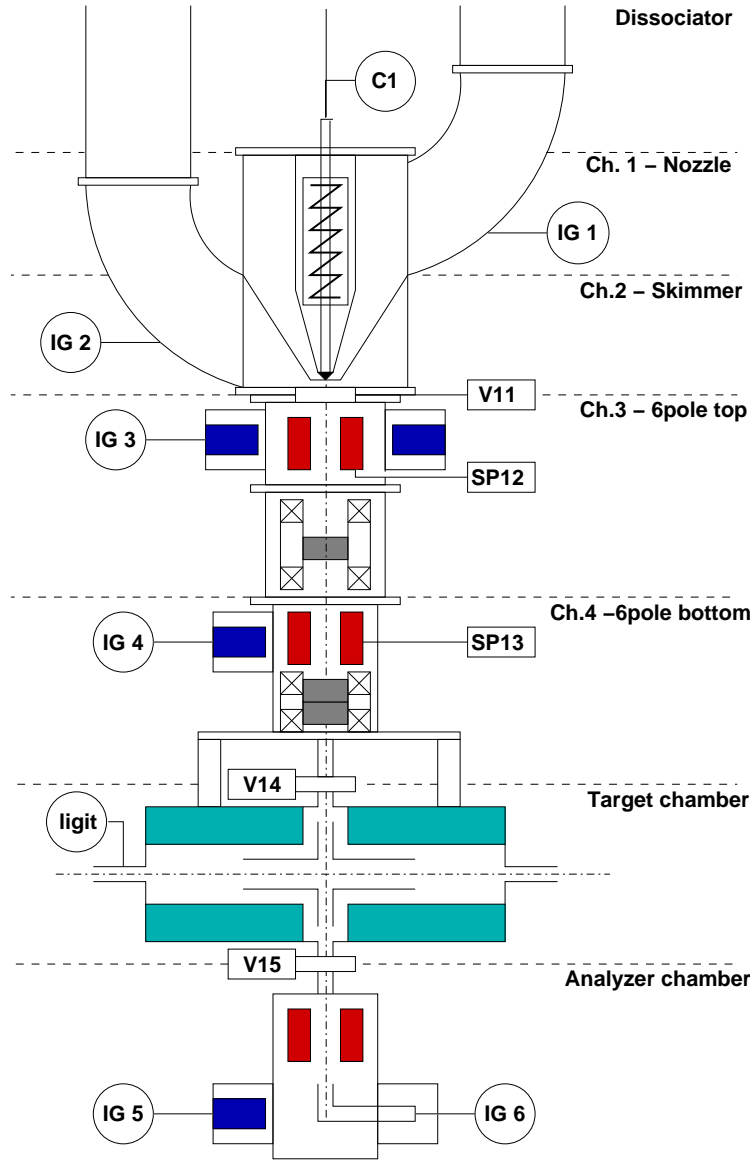 Dissociator
C1
Ch. 1 – Nozzle
IG 1
Ch.2 – Skimmer
IG 2
V11
Ch.3 – 6pole top
IG 3
SP12
Ch.4 –6pole bottom
IG 4
SP13
V14
Target chamber
ligit
V15
Analyzer chamber
IG 5
IG 6